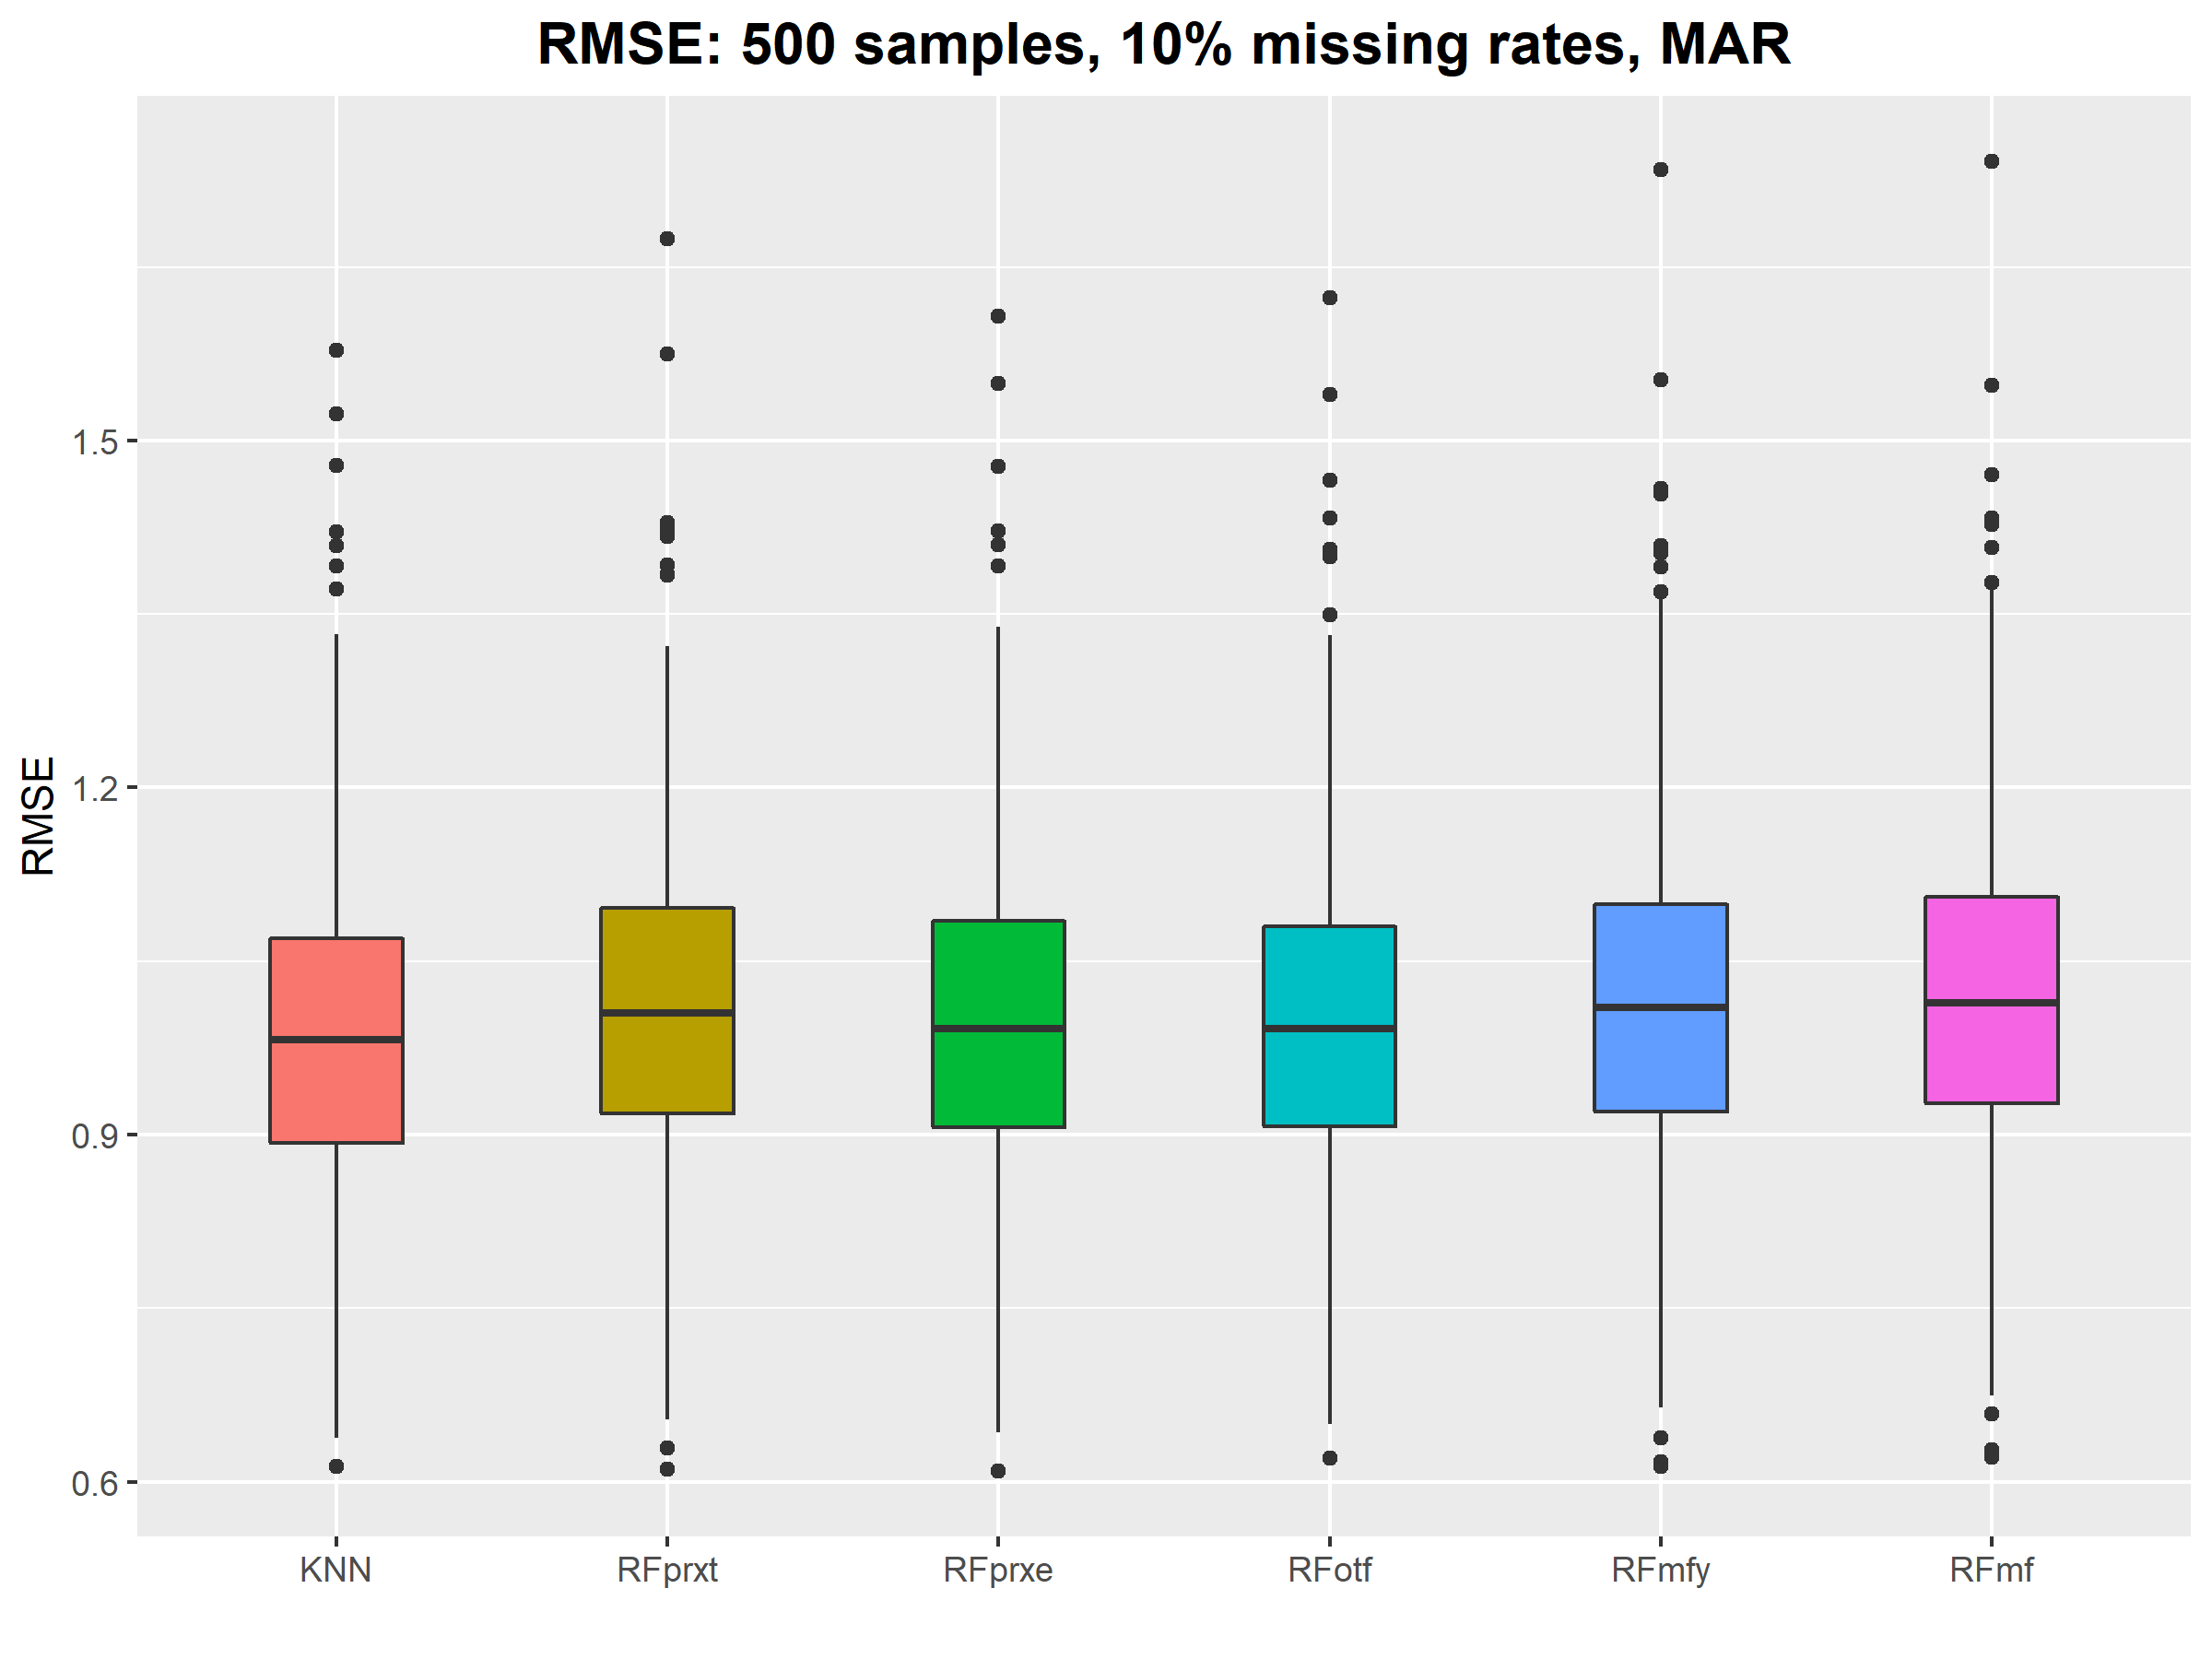 RMSE: 500 samples, 10% missing rates, MAR
RMSE
1.5
1.2
0.9
0.6
KNN RFprxt RFprxe RFotf RFmfy RFmf